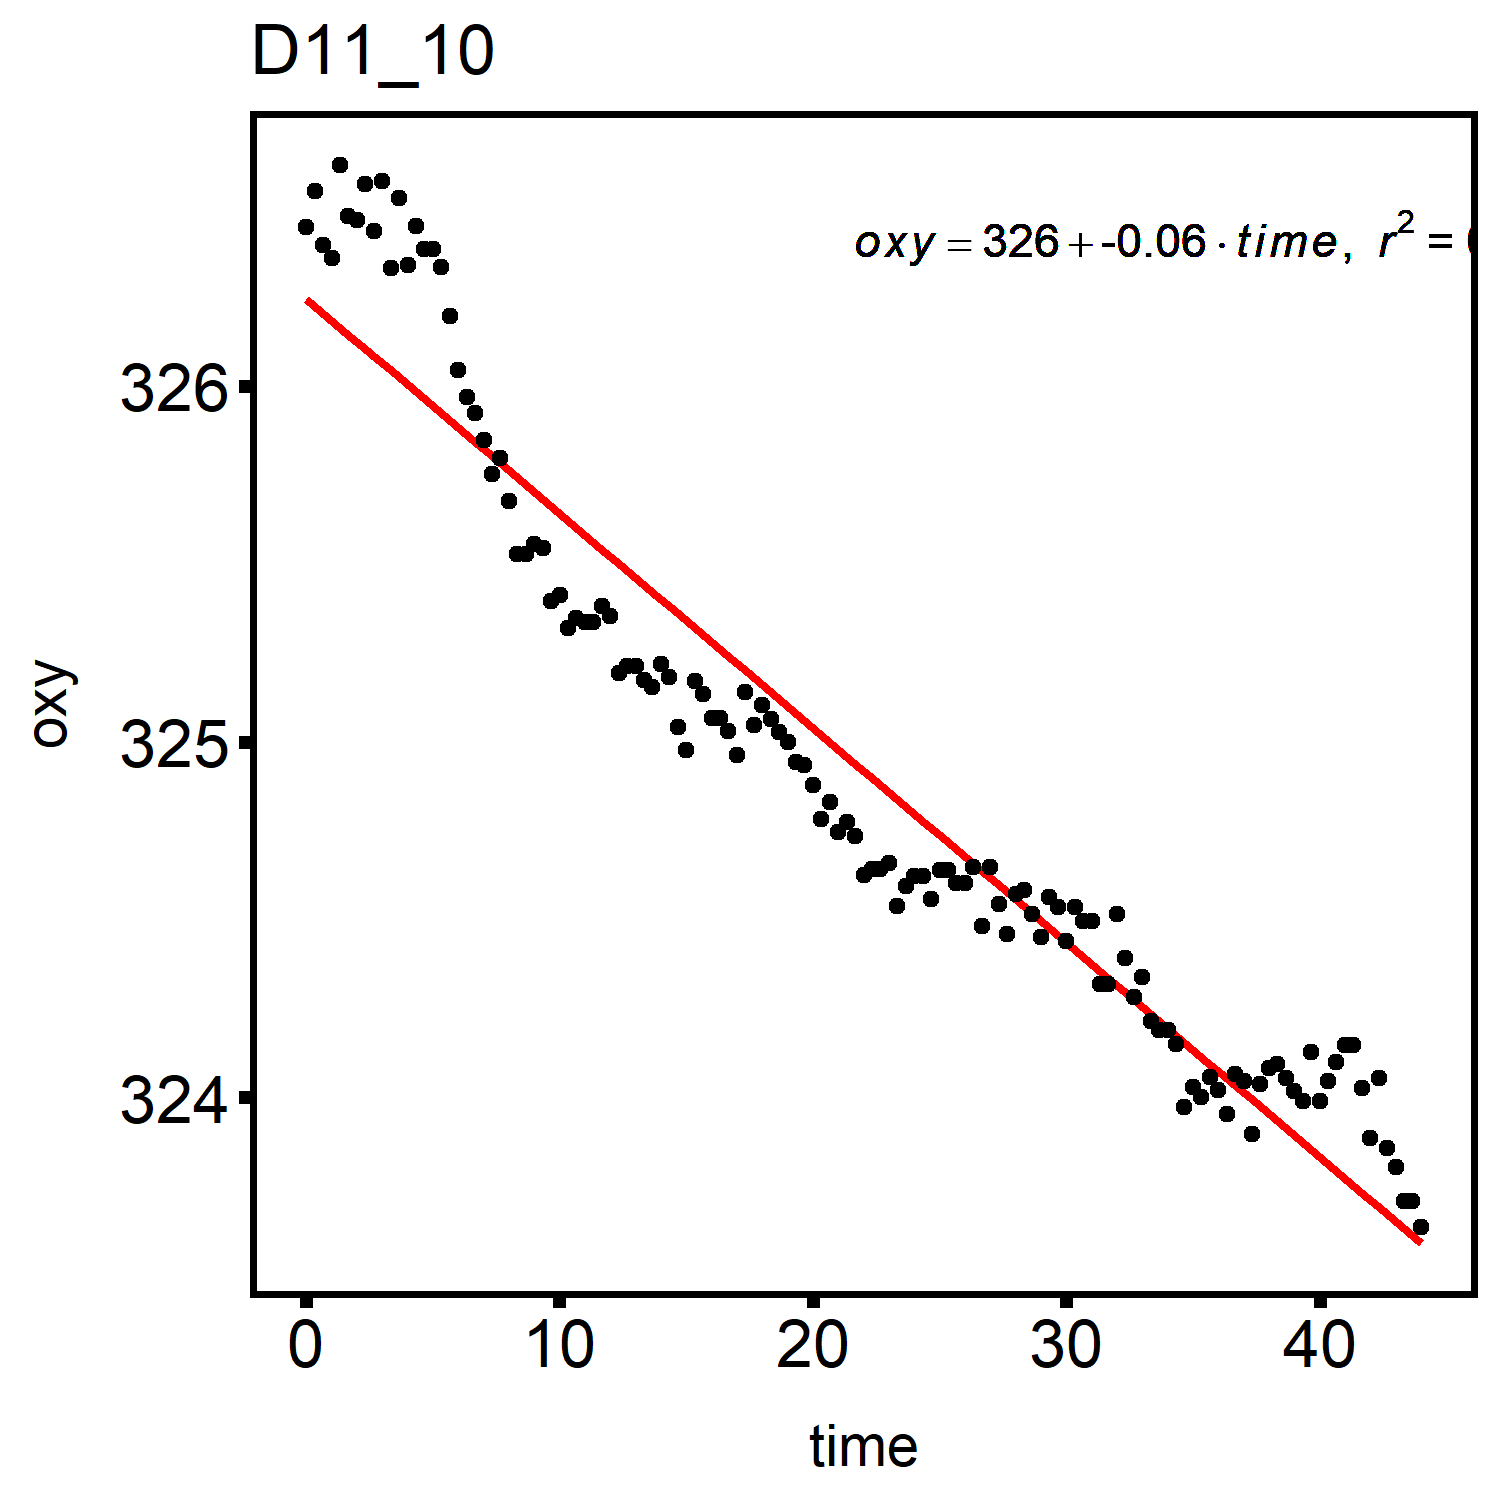 D11_10
oxy = 326 + -0.06 · time, r² =
326
325
324
oxy
0 10 20 30 40
time